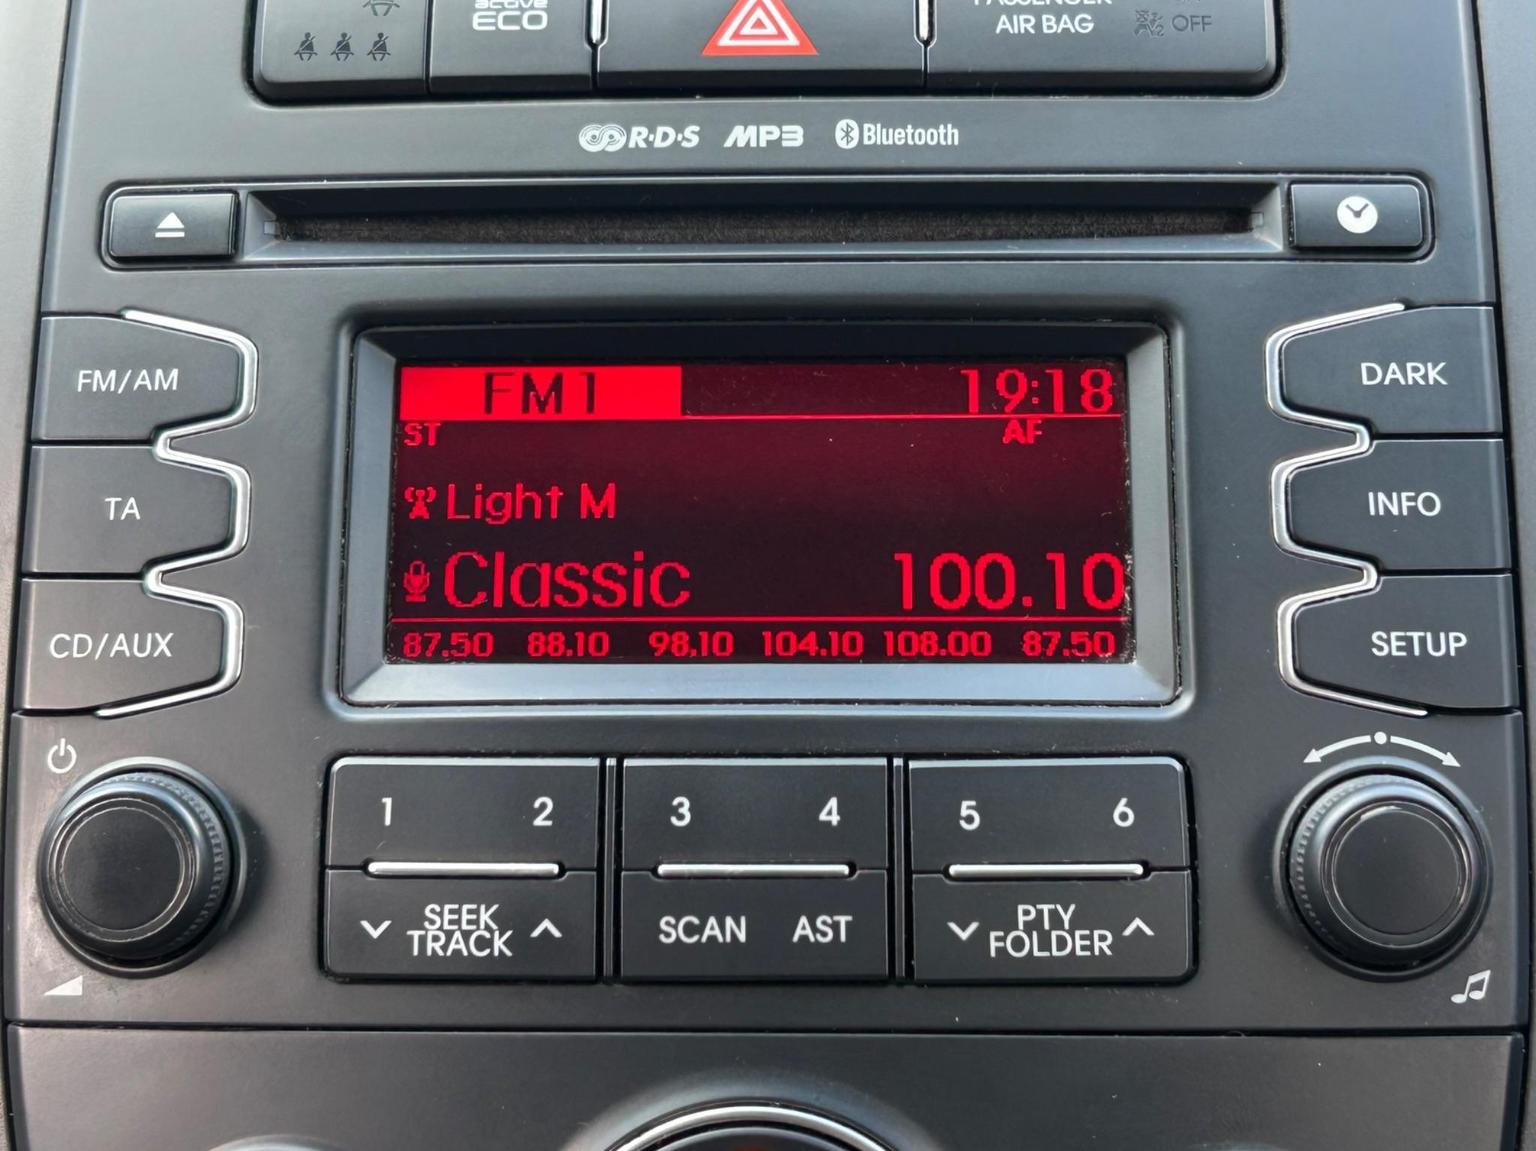 active
ECO
PASSENGER
AIR BAG
OFF
R·D·S MP3 Bluetooth
FM/AM
TA
CD/AUX
FM1 19:18
ST AF
Light M
Classic 100.10
87.50 88.10 98.10 104.10 108.00 87.50
DARK
INFO
SETUP
1 2 3 4 5 6
SEEK
TRACK
SCAN AST
PTY
FOLDER